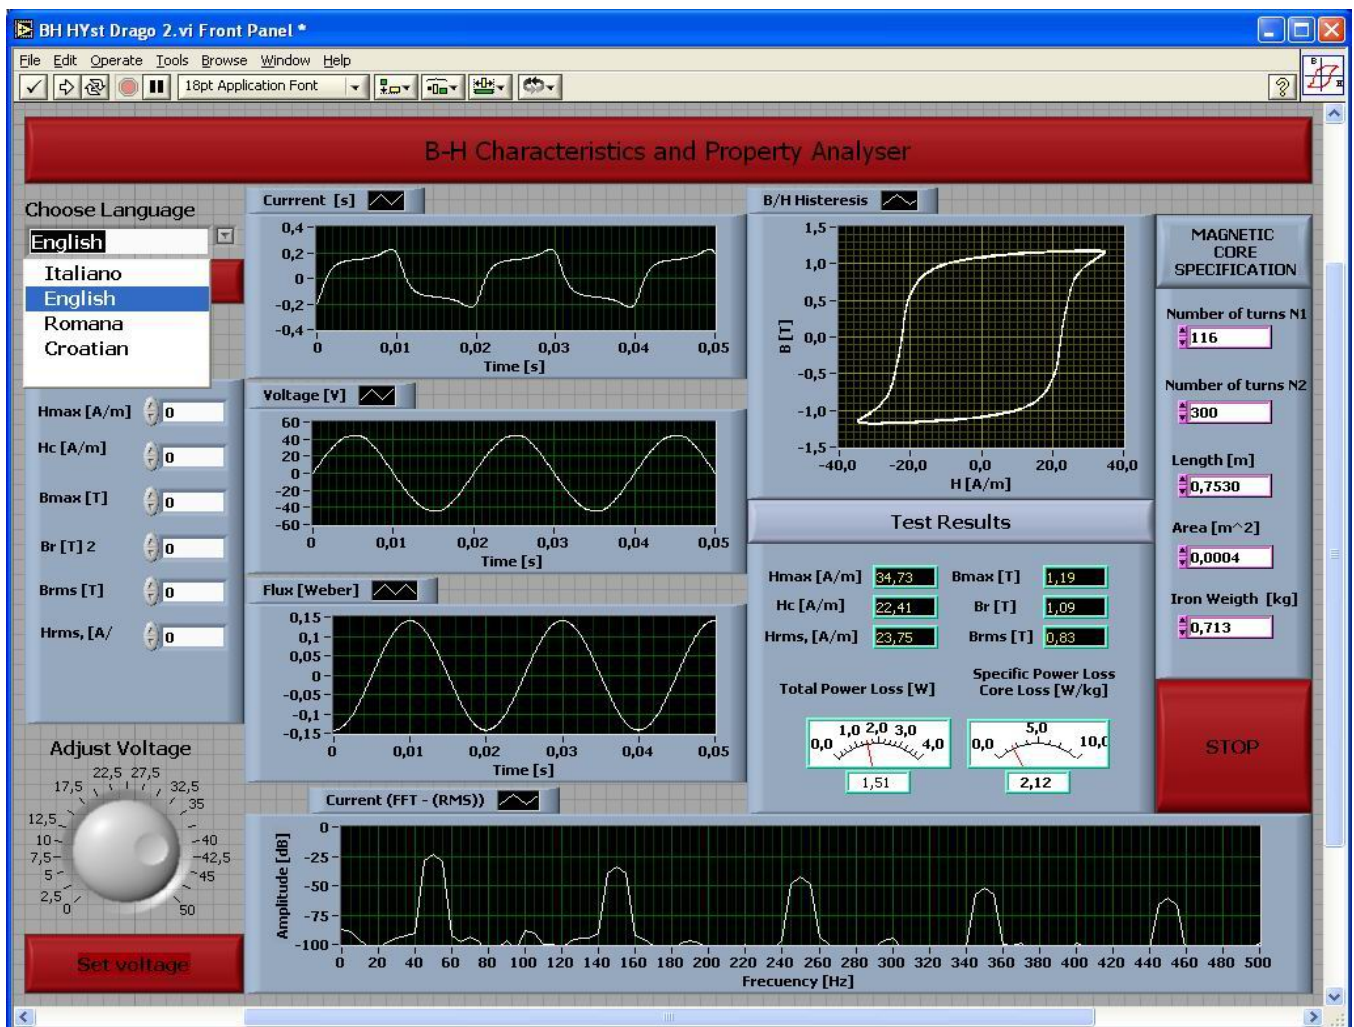 BH HYst Drago 2.vi Front Panel *
File Edit Operate Tools Browse Window Help
18pt Application Font
B
H
B-H Characteristics and Property Analyser
Choose Language
English
Italiano
English
Romana
Croatian
Hmax [A/m] 0
Hc [A/m] 0
Bmax [T] 0
Br [T] 2 0
Brms [T] 0
Hrms, [A/ 0
Adjust Voltage
0 2,5 5 7,5 10 12,5 17,5 22,5 27,5 32,5 35 40 42,5 45 50
Set voltage
Currrent [s]
0,4
0,2
0
-0,2
-0,4
0 0,01 0,02 0,03 0,04 0,05
Time [s]
Voltage [V]
60
40
20
0
-20
-40
-60
0 0,01 0,02 0,03 0,04 0,05
Time [s]
Flux [Weber]
0,15
0,1
0,05
0
-0,05
-0,1
-0,15
0 0,01 0,02 0,03 0,04 0,05
Time [s]
B/H Histeresis
B [T]
1,5
1,0
0,5
0,0
-0,5
-1,0
-1,5
-40,0 -20,0 0,0 20,0 40,0
H [A/m]
Test Results
Hmax [A/m] 34,73 Bmax [T] 1,19
Hc [A/m] 22,41 Br [T] 1,09
Hrms, [A/m] 23,75 Brms [T] 0,83
Total Power Loss [W]
0,0 1,0 2,0 3,0 4,0
1,51
Specific Power Loss
Core Loss [W/kg]
0,0 5,0 10,0
2,12
MAGNETIC
CORE
SPECIFICATION
Number of turns N1
116
Number of turns N2
300
Length [m]
0,7530
Area [m^2]
0,0004
Iron Weigth [kg]
0,713
STOP
Current (FFT - (RMS))
Amplitude [dB]
0
-25
-50
-75
-100
0 20 40 60 80 100 120 140 160 180 200 220 240 260 280 300 320 340 360 380 400 420 440 460 480 500
Frecuency [Hz]